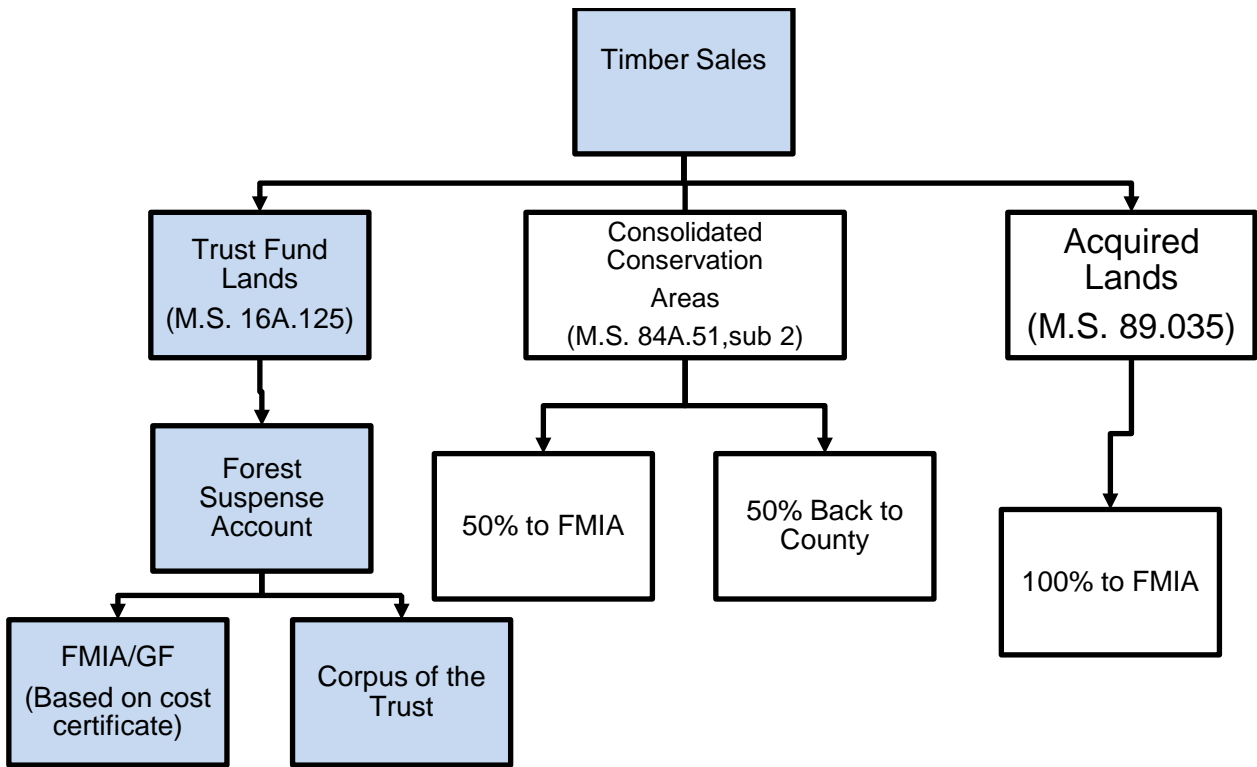 Timber Sales
Trust Fund
Lands
(M.S. 16A.125)
Consolidated
Conservation
Areas
(M.S. 84A.51,sub 2)
Acquired
Lands
(M.S. 89.035)
Forest
Suspense
Account
50% to FMIA
50% Back to
County
100% to FMIA
FMIA/GF
(Based on cost
certificate)
Corpus of the
Trust